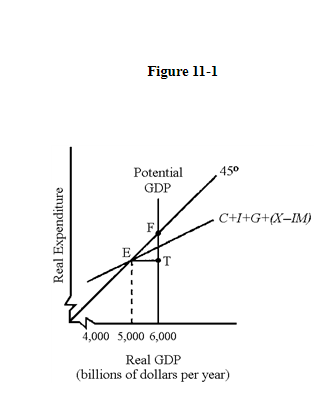 Figure 11-1
Potential
GDP
45º
F
C+I+G+(X–IM)
E
T
Real Expenditure
4,000 5,000 6,000
Real GDP
(billions of dollars per year)